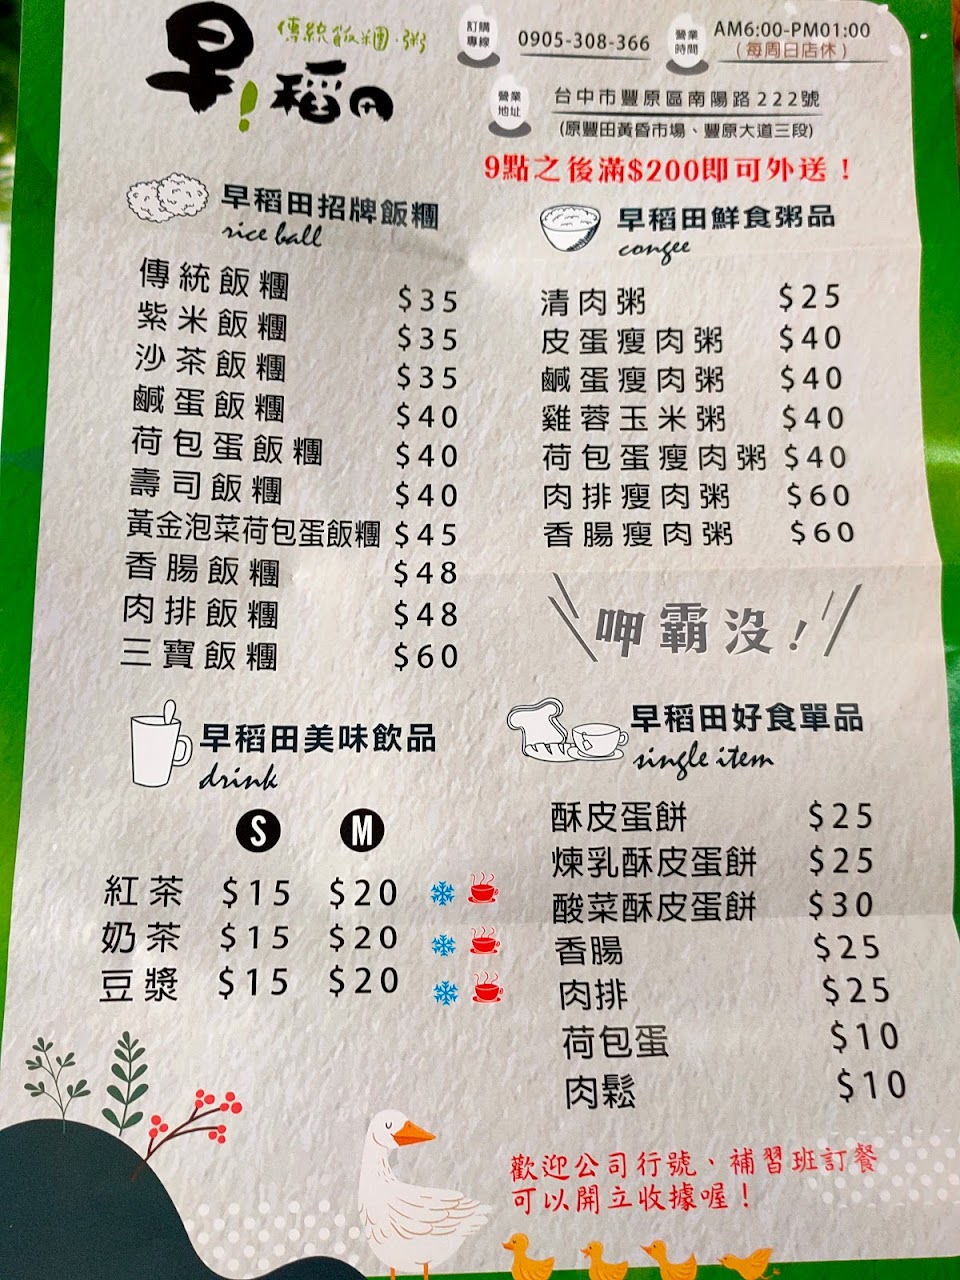 早!稻田
傳統飯糰·粥
訂購專線
0905-308-366
營業時間
AM6:00-PM01:00
(每周日店休)
營業地址
台中市豐原區南陽路222號
(原豐田黃昏市場、豐原大道三段)
9點之後滿$200即可外送！
早稻田招牌飯糰
rice ball
傳統飯糰 $35
紫米飯糰 $35
沙茶飯糰 $35
鹹蛋飯糰 $40
荷包蛋飯糰 $40
壽司飯糰 $40
黃金泡菜荷包蛋飯糰 $45
香腸飯糰 $48
肉排飯糰 $48
三寶飯糰 $60
早稻田鮮食粥品
congee
清肉粥 $25
皮蛋瘦肉粥 $40
鹹蛋瘦肉粥 $40
雞蓉玉米粥 $40
荷包蛋瘦肉粥 $40
肉排瘦肉粥 $60
香腸瘦肉粥 $60
呷霸沒!
早稻田美味飲品
drink
S M
紅茶 $15 $20
奶茶 $15 $20
豆漿 $15 $20
早稻田好食單品
single item
酥皮蛋餅 $25
煉乳酥皮蛋餅 $25
酸菜酥皮蛋餅 $30
香腸 $25
肉排 $25
荷包蛋 $10
肉鬆 $10
歡迎公司行號、補習班訂餐
可以開立收據喔！